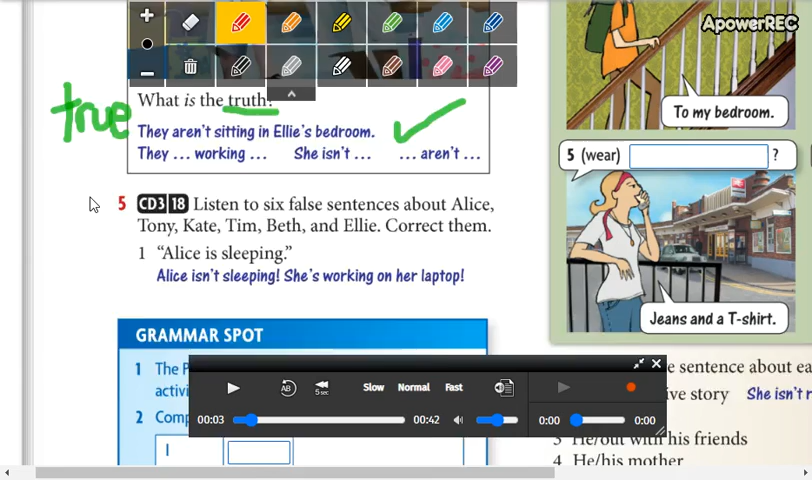 ApowerREC
What is the truth?
true
They aren't sitting in Ellie's bedroom.
They ... working ... She isn't ... ... aren't ...
5 CD3 18 Listen to six false sentences about Alice,
Tony, Kate, Tim, Beth, and Ellie. Correct them.
1 "Alice is sleeping."
Alice isn't sleeping! She's working on her laptop!
GRAMMAR SPOT
1 The P
activi
2 Comp
I
To my bedroom.
5 (wear) ?
Jeans and a T-shirt.
e sentence about ea
ive story She isn't r
3 He/out with his friends
4 He/his mother
AB
5 sec
Slow Normal Fast
00:03 00:42 0:00 0:00